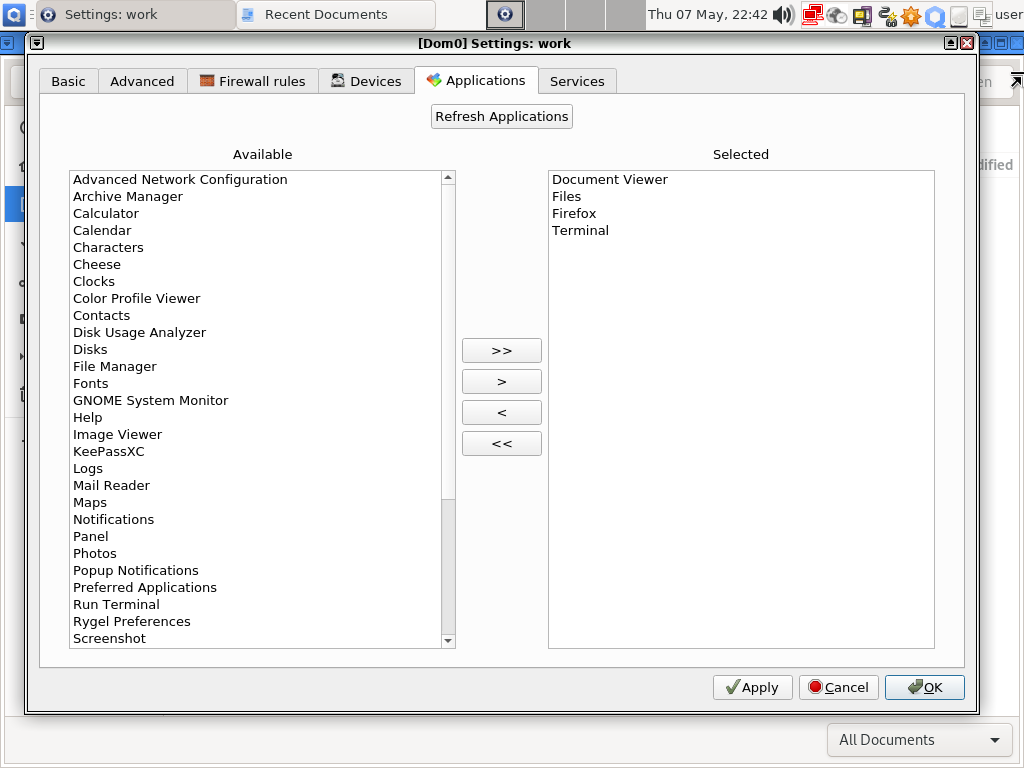 Settings: work
Recent Documents
Thu 07 May, 22:42
user
[Dom0] Settings: work
Basic
Advanced
Firewall rules
Devices
Applications
Services
en
Refresh Applications
Available
Selected
dified
Advanced Network Configuration
Archive Manager
Calculator
Calendar
Characters
Cheese
Clocks
Color Profile Viewer
Contacts
Disk Usage Analyzer
Disks
File Manager
Fonts
GNOME System Monitor
Help
Image Viewer
KeePassXC
Logs
Mail Reader
Maps
Notifications
Panel
Photos
Popup Notifications
Preferred Applications
Run Terminal
Rygel Preferences
Screenshot
>>
>
<
<<
Document Viewer
Files
Firefox
Terminal
Apply
Cancel
OK
All Documents